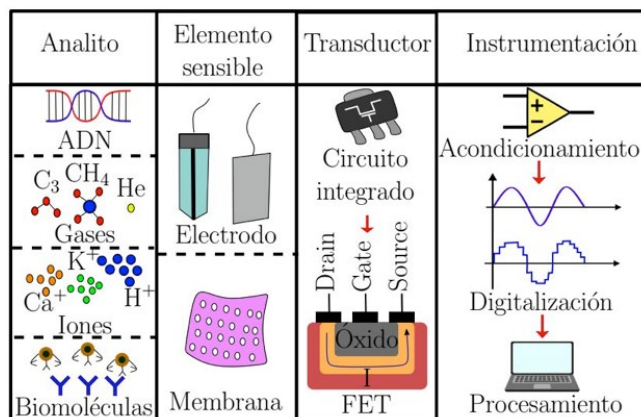 Analito
Elemento
sensible
Transductor
Instrumentación
ADN
C₃
CH₄
He
Gases
K⁺
Ca⁺
H⁺
Iones
Biomoléculas
Electrodo
Membrana
Circuito
integrado
Drain
Gate
Source
Óxido
I
FET
+
−
Acondicionamiento
Digitalización
Procesamiento